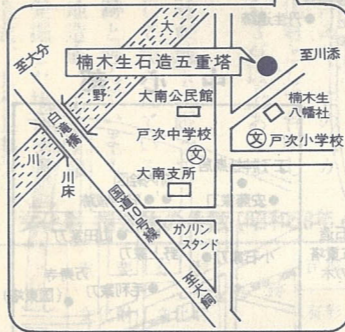 大
野
川
楠木生石造五重塔
至川添
至大分
大南公民館
楠木生
八幡社
白滝橋
戸次中学校
文
文
戸次小学校
川床
大南支所
国道10号線
ガソリン
スタンド
至犬飼